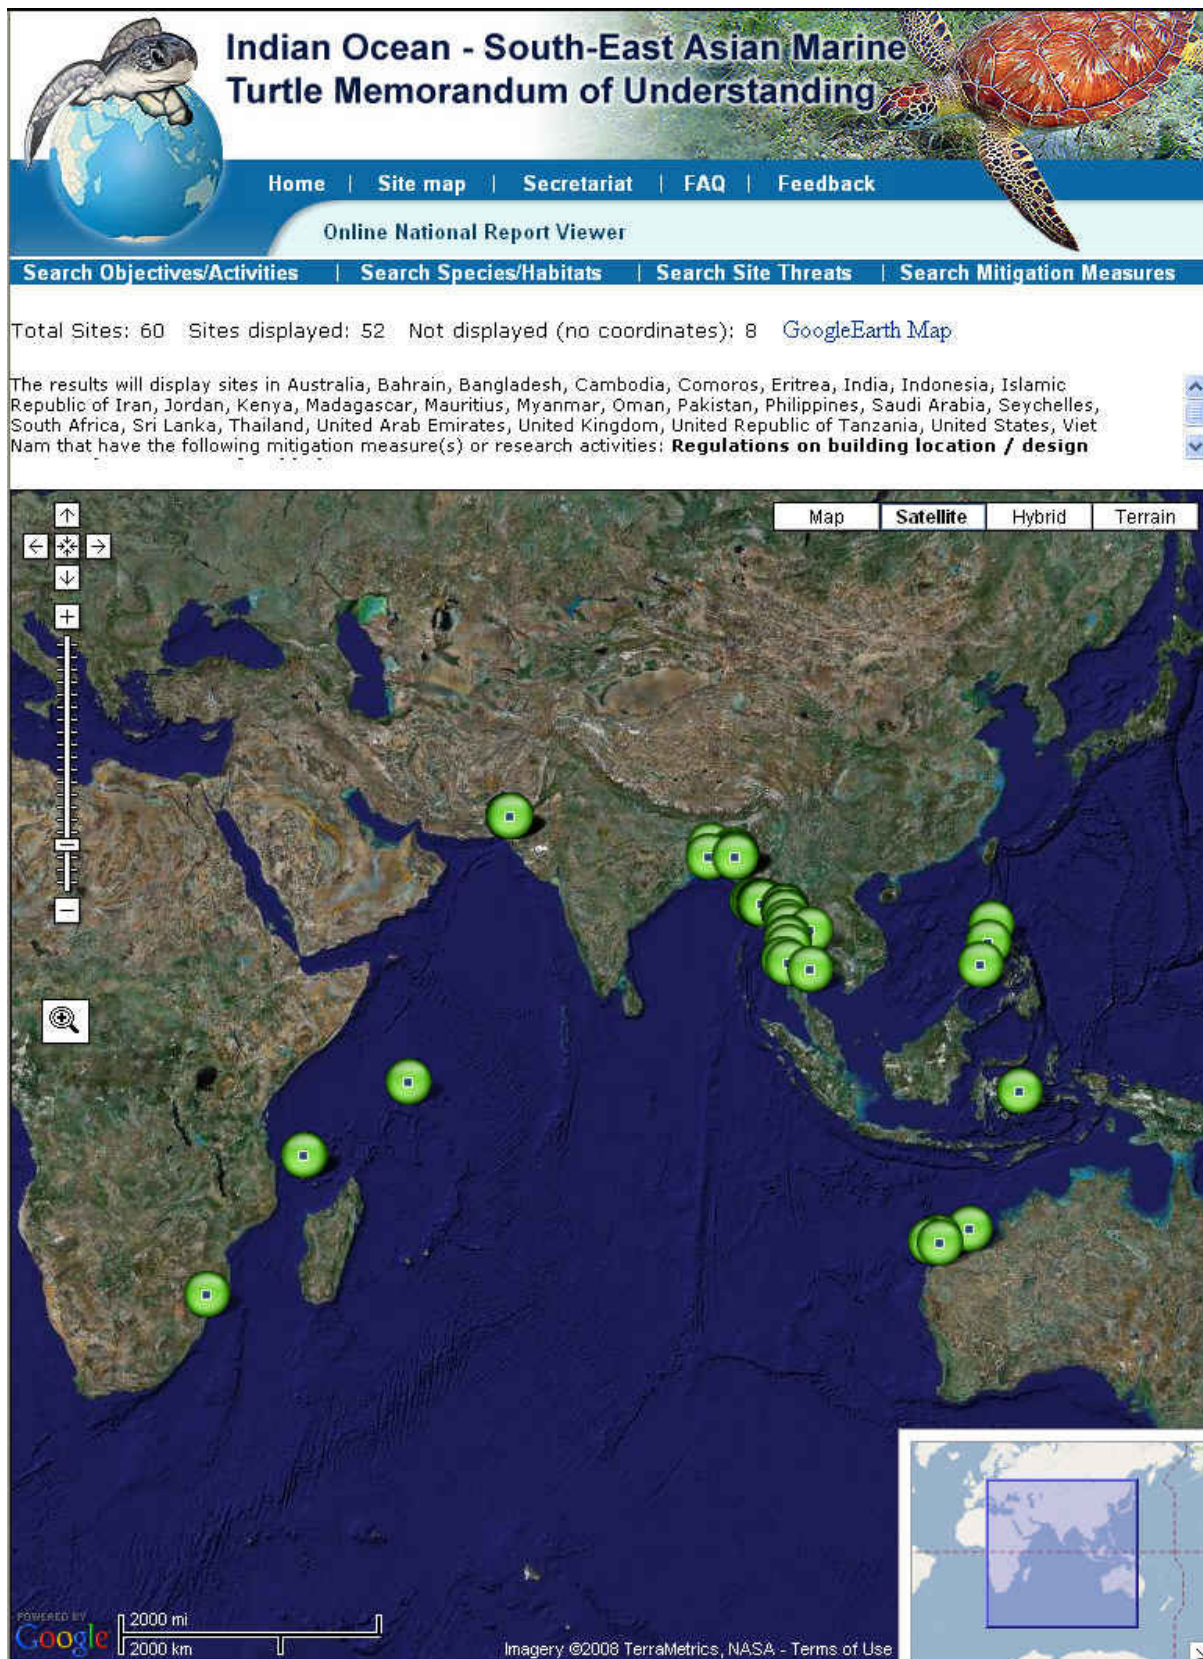 Indian Ocean - South-East Asian Marine
Turtle Memorandum of Understanding
Home | Site map | Secretariat | FAQ | Feedback
Online National Report Viewer
Search Objectives/Activities | Search Species/Habitats | Search Site Threats | Search Mitigation Measures
Total Sites: 60 Sites displayed: 52 Not displayed (no coordinates): 8 GoogleEarth Map
The results will display sites in Australia, Bahrain, Bangladesh, Cambodia, Comoros, Eritrea, India, Indonesia, Islamic
Republic of Iran, Jordan, Kenya, Madagascar, Mauritius, Myanmar, Oman, Pakistan, Philippines, Saudi Arabia, Seychelles,
South Africa, Sri Lanka, Thailand, United Arab Emirates, United Kingdom, United Republic of Tanzania, United States, Viet
Nam that have the following mitigation measure(s) or research activities: Regulations on building location / design
Map Satellite Hybrid Terrain
POWERED BY
Google
2000 mi
2000 km
Imagery ©2008 TerraMetrics, NASA - Terms of Use